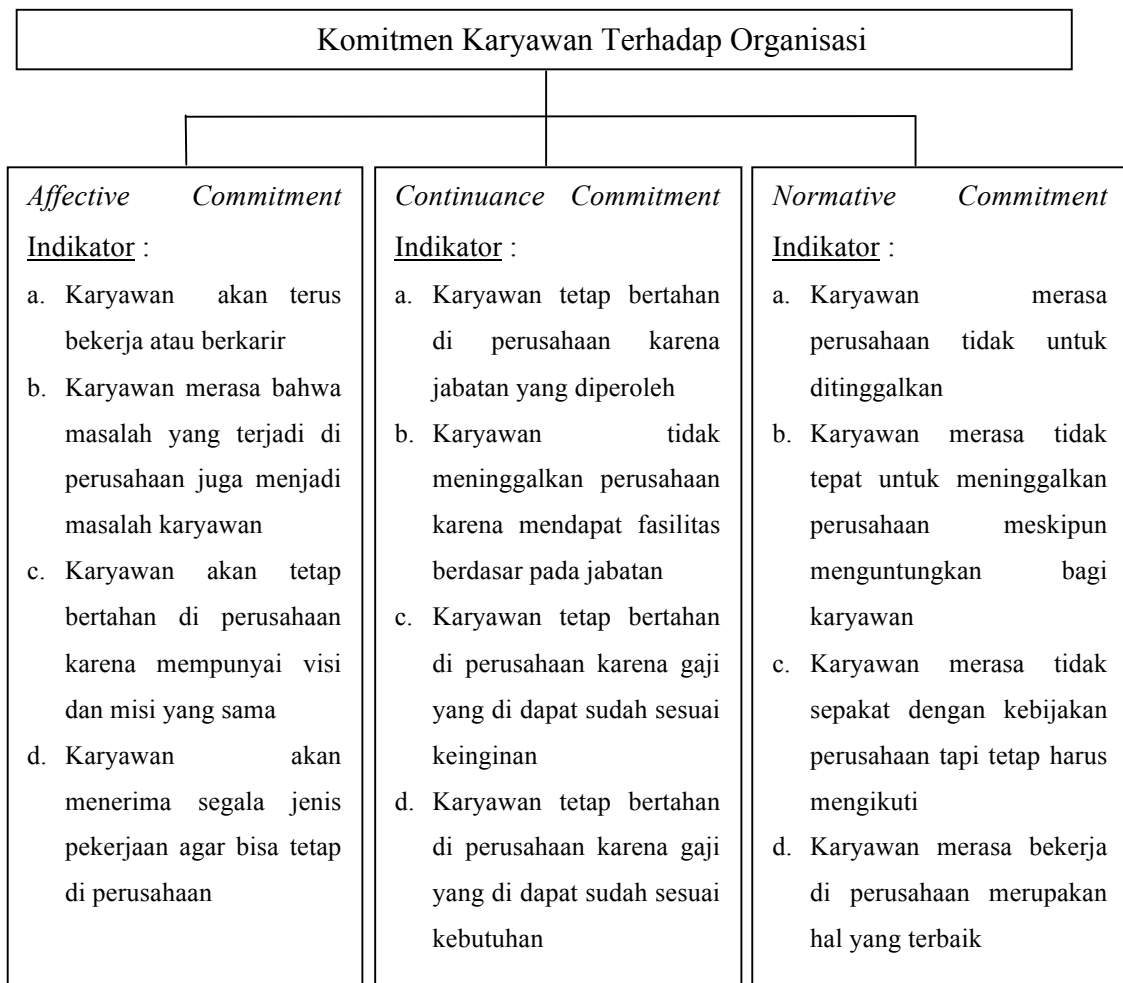 Komitmen Karyawan Terhadap Organisasi
Affective Commitment
Indikator :
a. Karyawan akan terus
bekerja atau berkarir
b. Karyawan merasa bahwa
masalah yang terjadi di
perusahaan juga menjadi
masalah karyawan
c. Karyawan akan tetap
bertahan di perusahaan
karena mempunyai visi
dan misi yang sama
d. Karyawan akan
menerima segala jenis
pekerjaan agar bisa tetap
di perusahaan
Continuance Commitment
Indikator :
a. Karyawan tetap bertahan
di perusahaan karena
jabatan yang diperoleh
b. Karyawan tidak
meninggalkan perusahaan
karena mendapat fasilitas
berdasar pada jabatan
c. Karyawan tetap bertahan
di perusahaan karena gaji
yang di dapat sudah sesuai
keinginan
d. Karyawan tetap bertahan
di perusahaan karena gaji
yang di dapat sudah sesuai
kebutuhan
Normative Commitment
Indikator :
a. Karyawan merasa
perusahaan tidak untuk
ditinggalkan
b. Karyawan merasa tidak
tepat untuk meninggalkan
perusahaan meskipun
menguntungkan bagi
karyawan
c. Karyawan merasa tidak
sepakat dengan kebijakan
perusahaan tapi tetap harus
mengikuti
d. Karyawan merasa bekerja
di perusahaan merupakan
hal yang terbaik